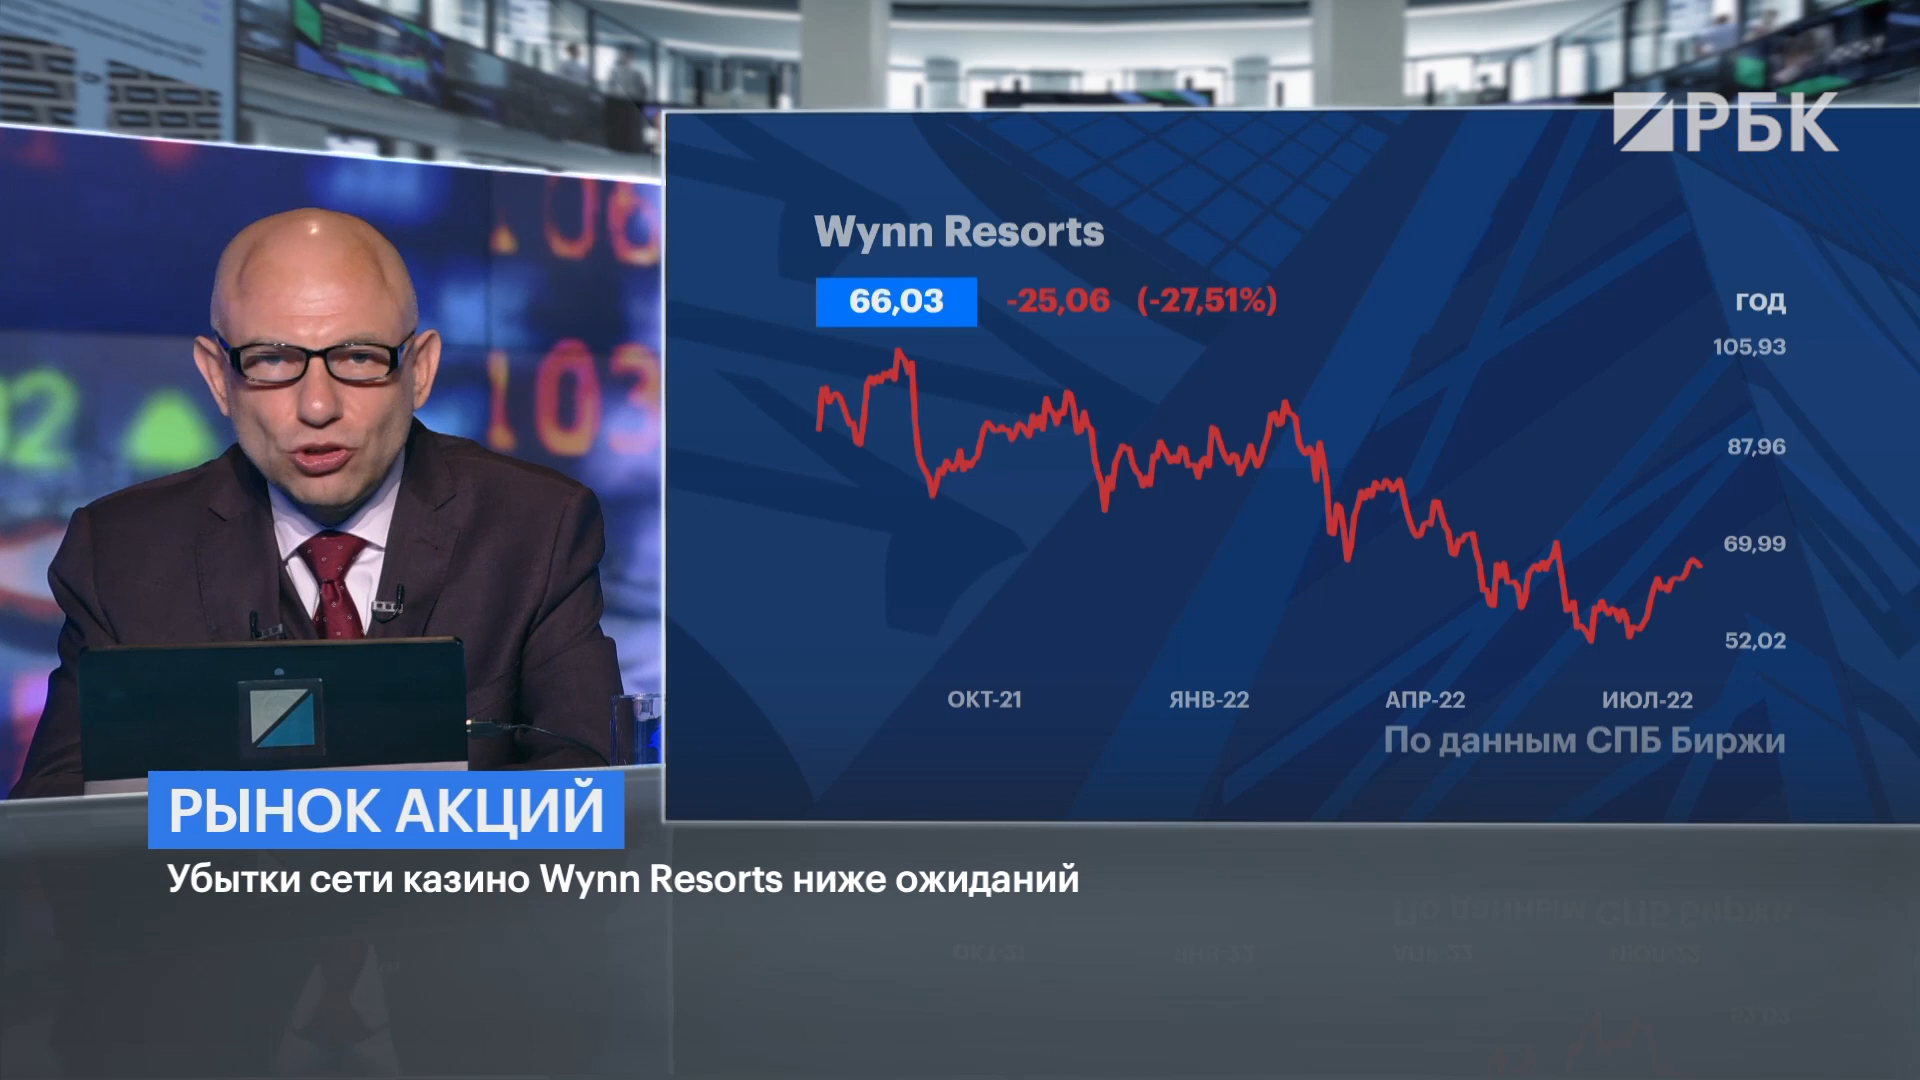 РБК
Wynn Resorts
66,03 -25,06 (-27,51%)
год
105,93
87,96
69,99
52,02
ОКТ-21 ЯНВ-22 АПР-22 ИЮЛ-22
По данным СПБ Биржи
РЫНОК АКЦИЙ
Убытки сети казино Wynn Resorts ниже ожиданий